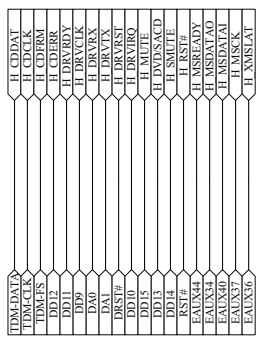 H_CDDAT
H_CDCLK
H_CDFRM
H_CDERR
H_DRVRDY
H_DRVCLK
H_DRVRX
H_DRVTX
H_DRVRST
H_DRVIRQ
H_MUTE
H_DVD/SACD
H_SMUTE
H_RST#
H_MSREADY
H_MSDATAO
H_MSDATAI
H_MSCK
H_XMSLAT
TDM-DATA
TDM-CLK
TDM-FS
DD12
DD11
DD9
DA0
DA1
DRST#
DD10
DD15
DD13
DD14
RST#
EAUX44
EAUX34
EAUX40
EAUX37
EAUX36